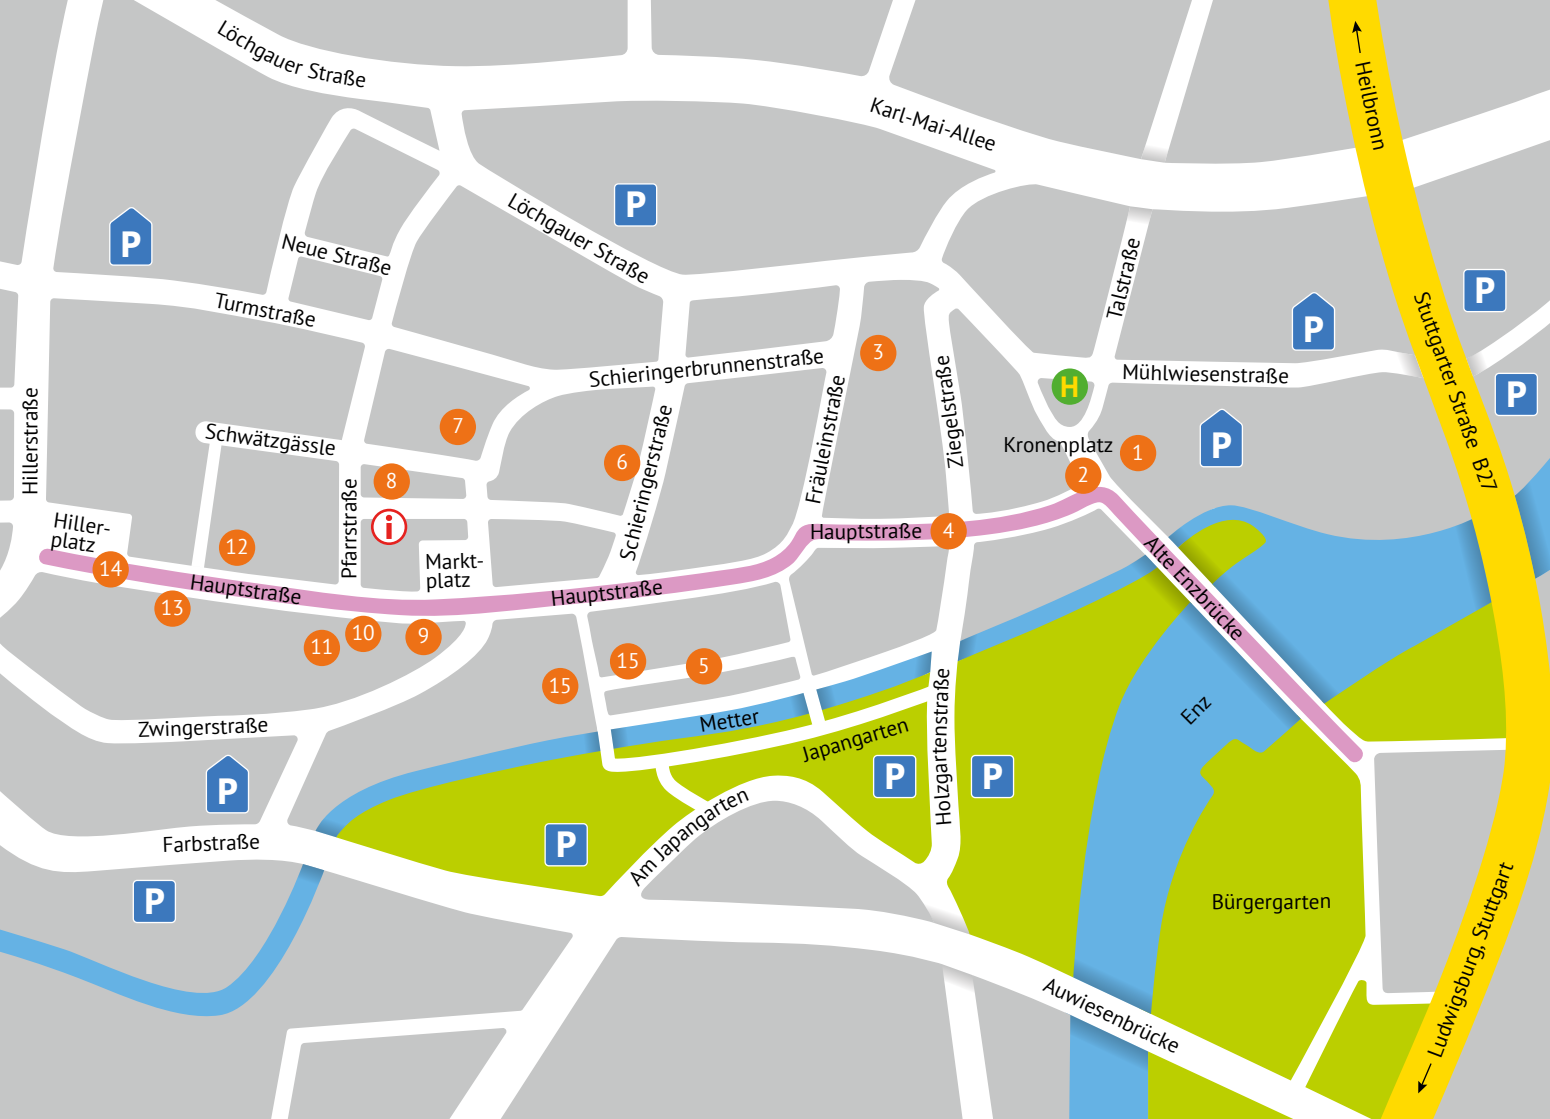 Löchgauer Straße
Karl-Mai-Allee
← Heilbronn
P
Löchgauer Straße
P
Neue Straße
Turmstraße
Talstraße
P
P
Stuttgarter Straße B27
Schieringerbrunnenstraße
3
Fräuleinstraße
Ziegelstraße
H
Mühlwiesenstraße
P
Hillerstraße
Schwätzgässle
7
6
Schieringerstraße
Kronenplatz
1
P
2
8
Pfarrstraße
i
Hiller-
platz
12
14
13
Hauptstraße
Markt-
platz
Hauptstraße
Hauptstraße
4
Alte Enzbrücke
11
10
9
15
15
5
Metter
Japangarten
Enz
Zwingerstraße
P
Farbstraße
P
P
Am Japangarten
P
Holzgartenstraße
P
Bürgergarten
Auwiesenbrücke
← Ludwigsburg, Stuttgart